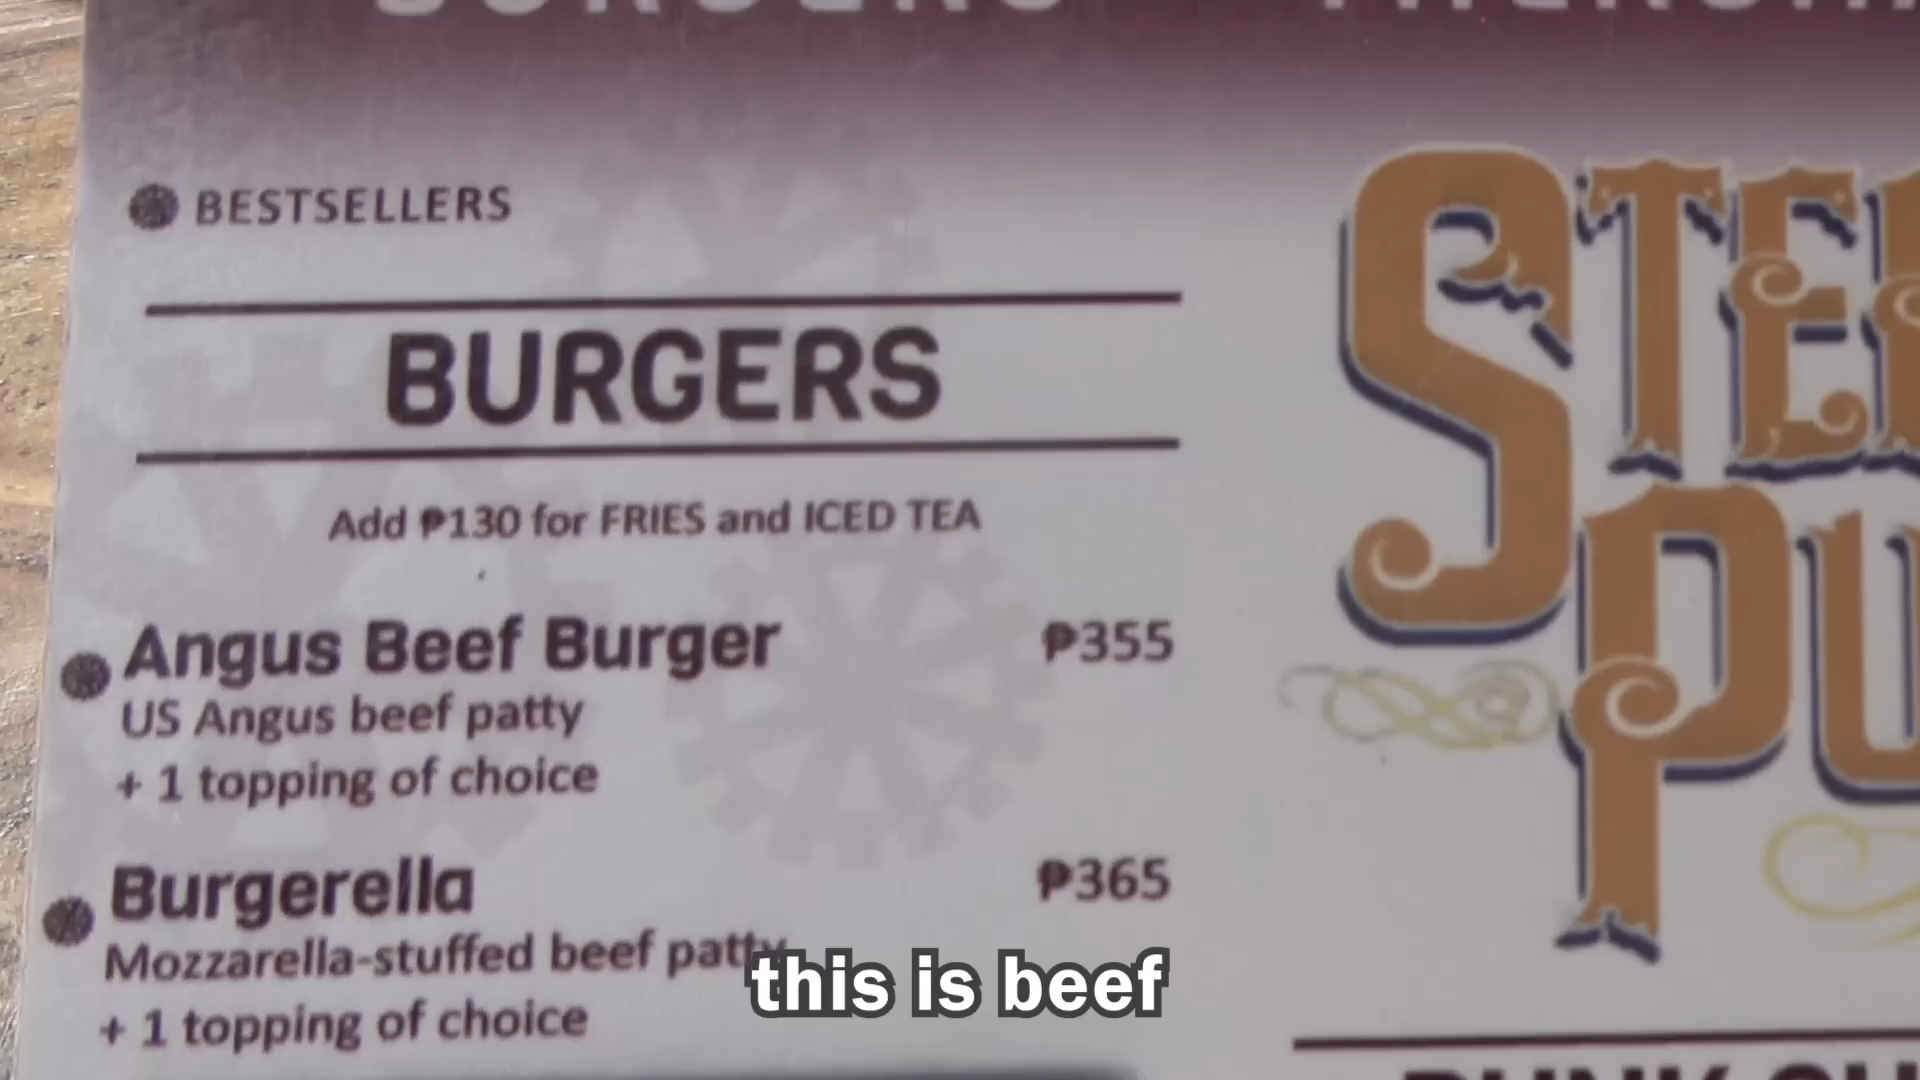 BURGERS
BESTSELLERS
BURGERS
Add ₱130 for FRIES and ICED TEA
Angus Beef Burger ₱355
US Angus beef patty
+ 1 topping of choice
Burgerella ₱365
Mozzarella-stuffed beef patty
+ 1 topping of choice
this is beef